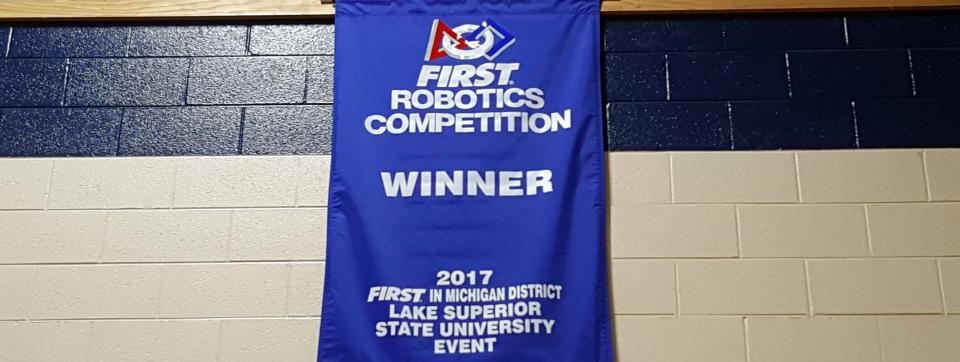 FIRST
ROBOTICS
COMPETITION
WINNER
2017
FIRST IN MICHIGAN DISTRICT
LAKE SUPERIOR
STATE UNIVERSITY
EVENT